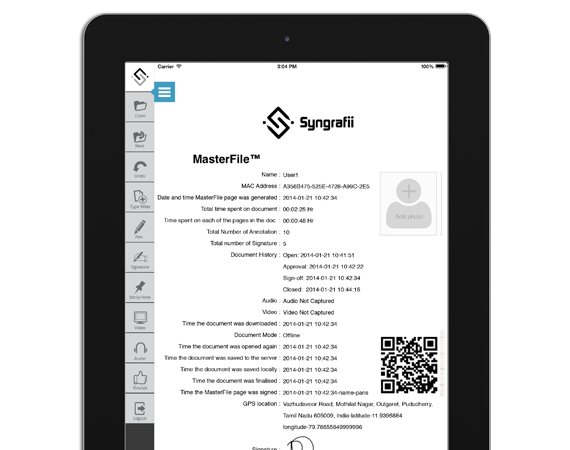 Carrier 3:04 PM 100%
Syngrafii
MasterFile™
Open
Save
Undo
Type Writer
Pen
Signature
Sticky Note
Video
Audio
Finalize
Logout
Name : User1
MAC Address : A356B475-525E-4728-A99C-2E5
Date and time MasterFile page was generated : 2014-01-21 10:42:34
Total time spent on document : 00:02:25 Hr
Time spent on each of the pages in the doc : 00:00:48 Hr
Total Number of Annotation : 10
Total number of Signature : 5
Document History : Open: 2014-01-21 10:41:51
Approval: 2014-01-21 10:42:22
Sign-off: 2014-01-21 10:42:34
Closed: 2014-01-21 10:44:16
Add photo
Audio : Audio Not Captured
Video : Video Not Captured
Time the document was downloaded : 2014-01-21 10:42:34
Document Mode : Offline
Time the document was opened again : 2014-01-21 10:42:34
Time the document was saved to the server : 2014-01-21 10:42:34
Time the document was saved locally : 2014-01-21 10:42:34
Time the document was finalised : 2014-01-21 10:42:34
Time the MasterFile page was signed : 2014-01-21 10:42:34-name-paris
GPS location : Vazhudavoor Road, Mothilal Nagar, Oulgaret, Puducherry,
Tamil Nadu 605009, India-latitude-11.9396864
longitude-79.78655649999996
Signature :